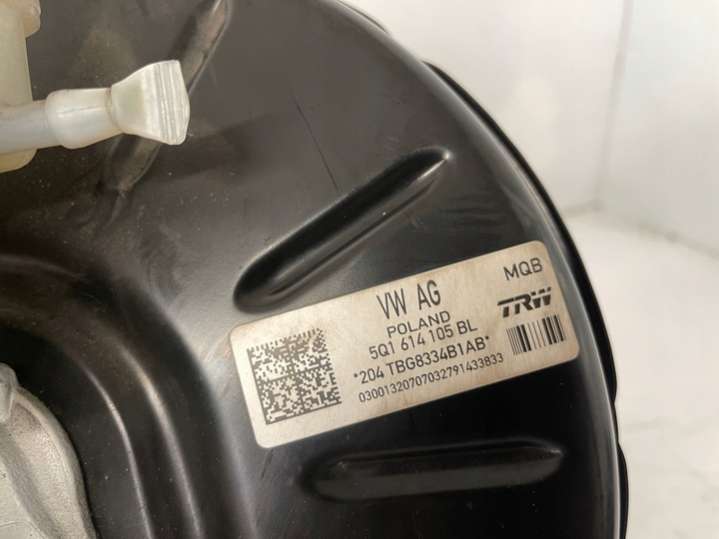 VW AG
MQB
POLAND
TRW
5Q1 614 105 BL
*204 TBG8334B1AB*
03001320707032791433833